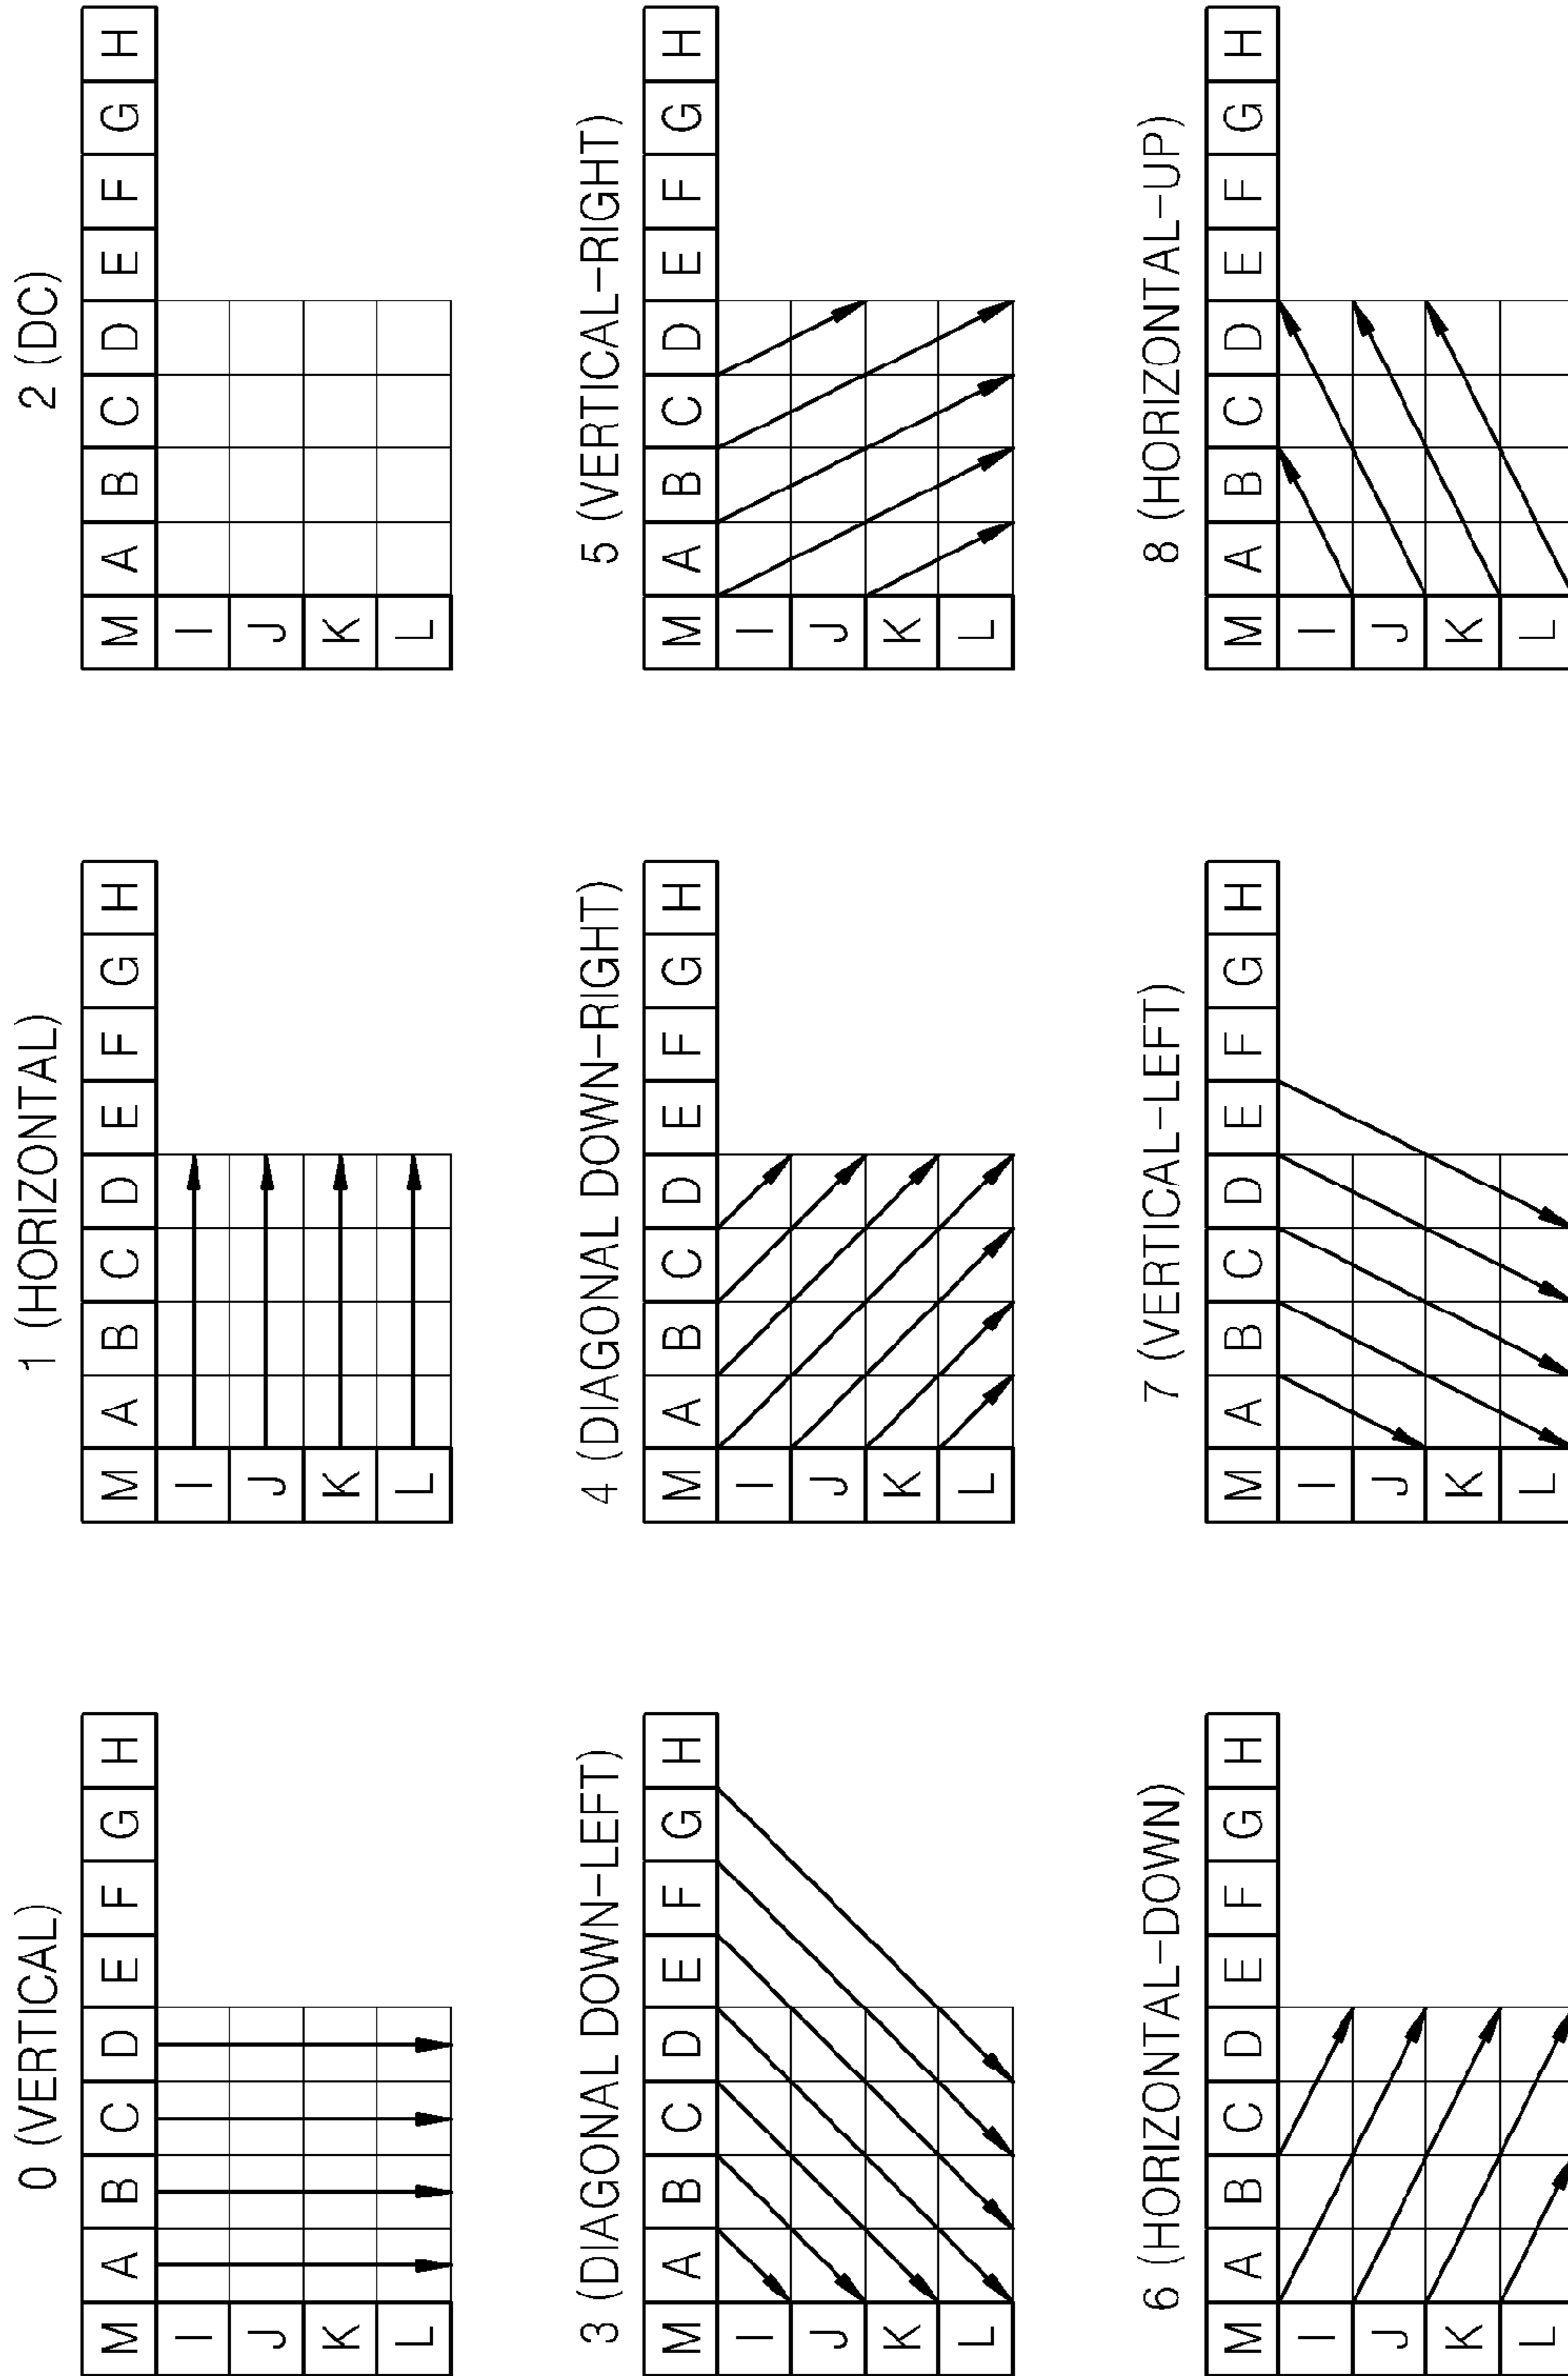 0 (VERTICAL)
M A B C D E F G H
I
J
K
L
1 (HORIZONTAL)
M A B C D E F G H
I
J
K
L
2 (DC)
M A B C D E F G H
I
J
K
L
3 (DIAGONAL DOWN-LEFT)
M A B C D E F G H
I
J
K
L
4 (DIAGONAL DOWN-RIGHT)
M A B C D E F G H
I
J
K
L
5 (VERTICAL-RIGHT)
M A B C D E F G H
I
J
K
L
6 (HORIZONTAL-DOWN)
M A B C D E F G H
I
J
K
L
7 (VERTICAL-LEFT)
M A B C D E F G H
I
J
K
L
8 (HORIZONTAL-UP)
M A B C D E F G H
I
J
K
L